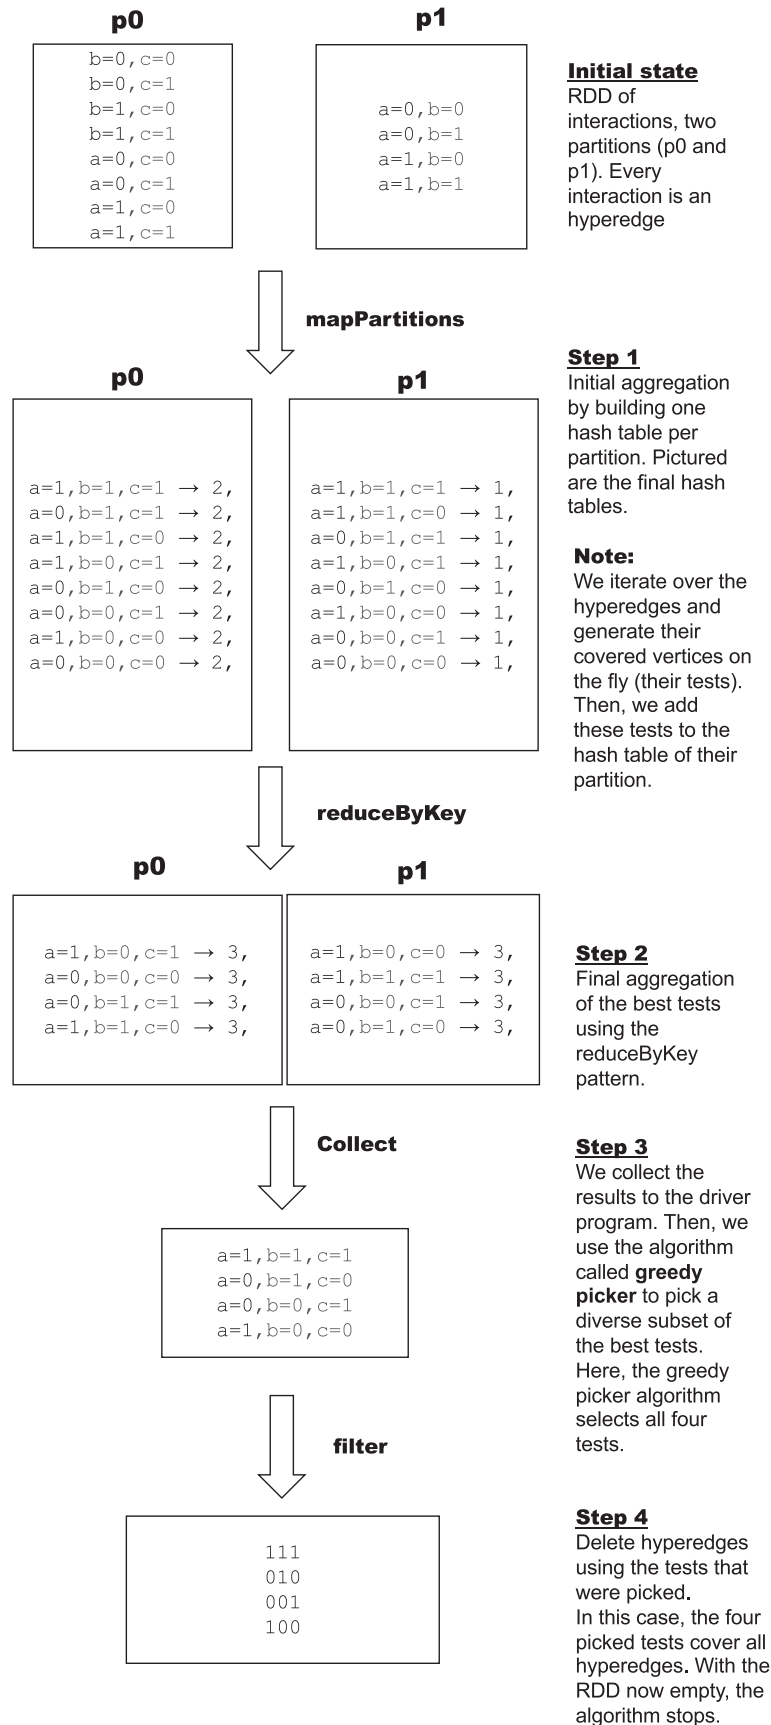 p0
b=0,c=0
b=0,c=1
b=1,c=0
b=1,c=1
a=0,c=0
a=0,c=1
a=1,c=0
a=1,c=1
p1
a=0,b=0
a=0,b=1
a=1,b=0
a=1,b=1
Initial state
RDD of
interactions, two
partitions (p0 and
p1). Every
interaction is an
hyperedge
mapPartitions
p0
a=1,b=1,c=1 → 2,
a=0,b=1,c=1 → 2,
a=1,b=1,c=0 → 2,
a=1,b=0,c=1 → 2,
a=0,b=1,c=0 → 2,
a=0,b=0,c=1 → 2,
a=1,b=0,c=0 → 2,
a=0,b=0,c=0 → 2,
p1
a=1,b=1,c=1 → 1,
a=1,b=1,c=0 → 1,
a=0,b=1,c=1 → 1,
a=1,b=0,c=1 → 1,
a=0,b=1,c=0 → 1,
a=1,b=0,c=0 → 1,
a=0,b=0,c=1 → 1,
a=0,b=0,c=0 → 1,
Step 1
Initial aggregation
by building one
hash table per
partition. Pictured
are the final hash
tables.
Note:
We iterate over the
hyperedges and
generate their
covered vertices on
the fly (their tests).
Then, we add
these tests to the
hash table of their
partition.
reduceByKey
p0
a=1,b=0,c=1 → 3,
a=0,b=0,c=0 → 3,
a=0,b=1,c=1 → 3,
a=1,b=1,c=0 → 3,
p1
a=1,b=0,c=0 → 3,
a=1,b=1,c=1 → 3,
a=0,b=0,c=1 → 3,
a=0,b=1,c=0 → 3,
Step 2
Final aggregation
of the best tests
using the
reduceByKey
pattern.
Collect
a=1,b=1,c=1
a=0,b=1,c=0
a=0,b=0,c=1
a=1,b=0,c=0
Step 3
We collect the
results to the driver
program. Then, we
use the algorithm
called greedy
picker to pick a
diverse subset of
the best tests.
Here, the greedy
picker algorithm
selects all four
tests.
filter
111
010
001
100
Step 4
Delete hyperedges
using the tests that
were picked.
In this case, the four
picked tests cover all
hyperedges. With the
RDD now empty, the
algorithm stops.